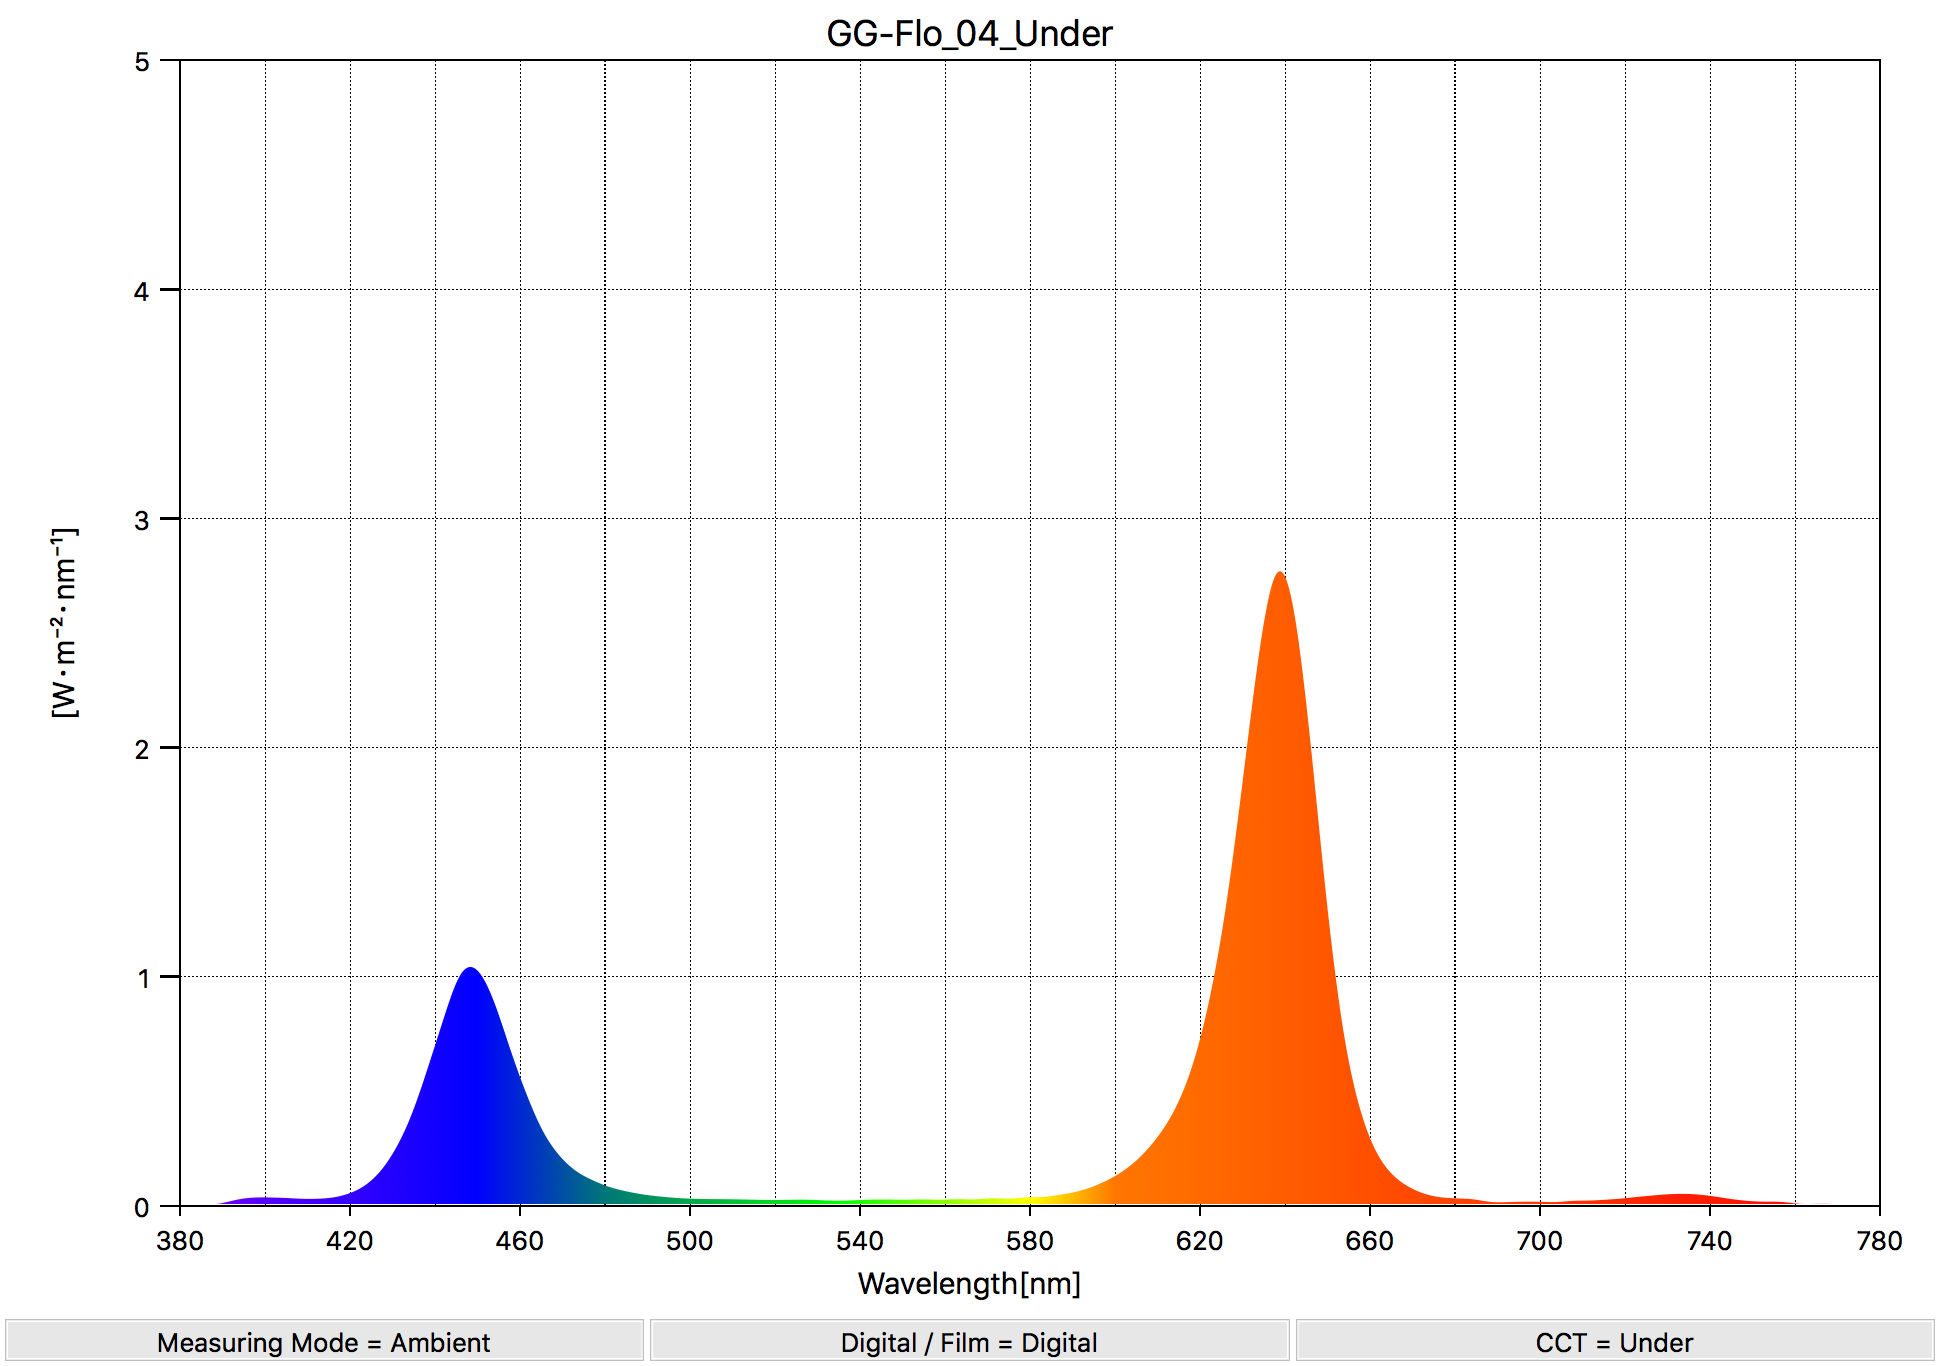 GG-Flo_04_Under
5
4
3
2
1
0
[W·m⁻²·nm⁻¹]
380 420 460 500 540 580 620 660 700 740 780
Wavelength[nm]
Measuring Mode = Ambient
Digital / Film = Digital
CCT = Under